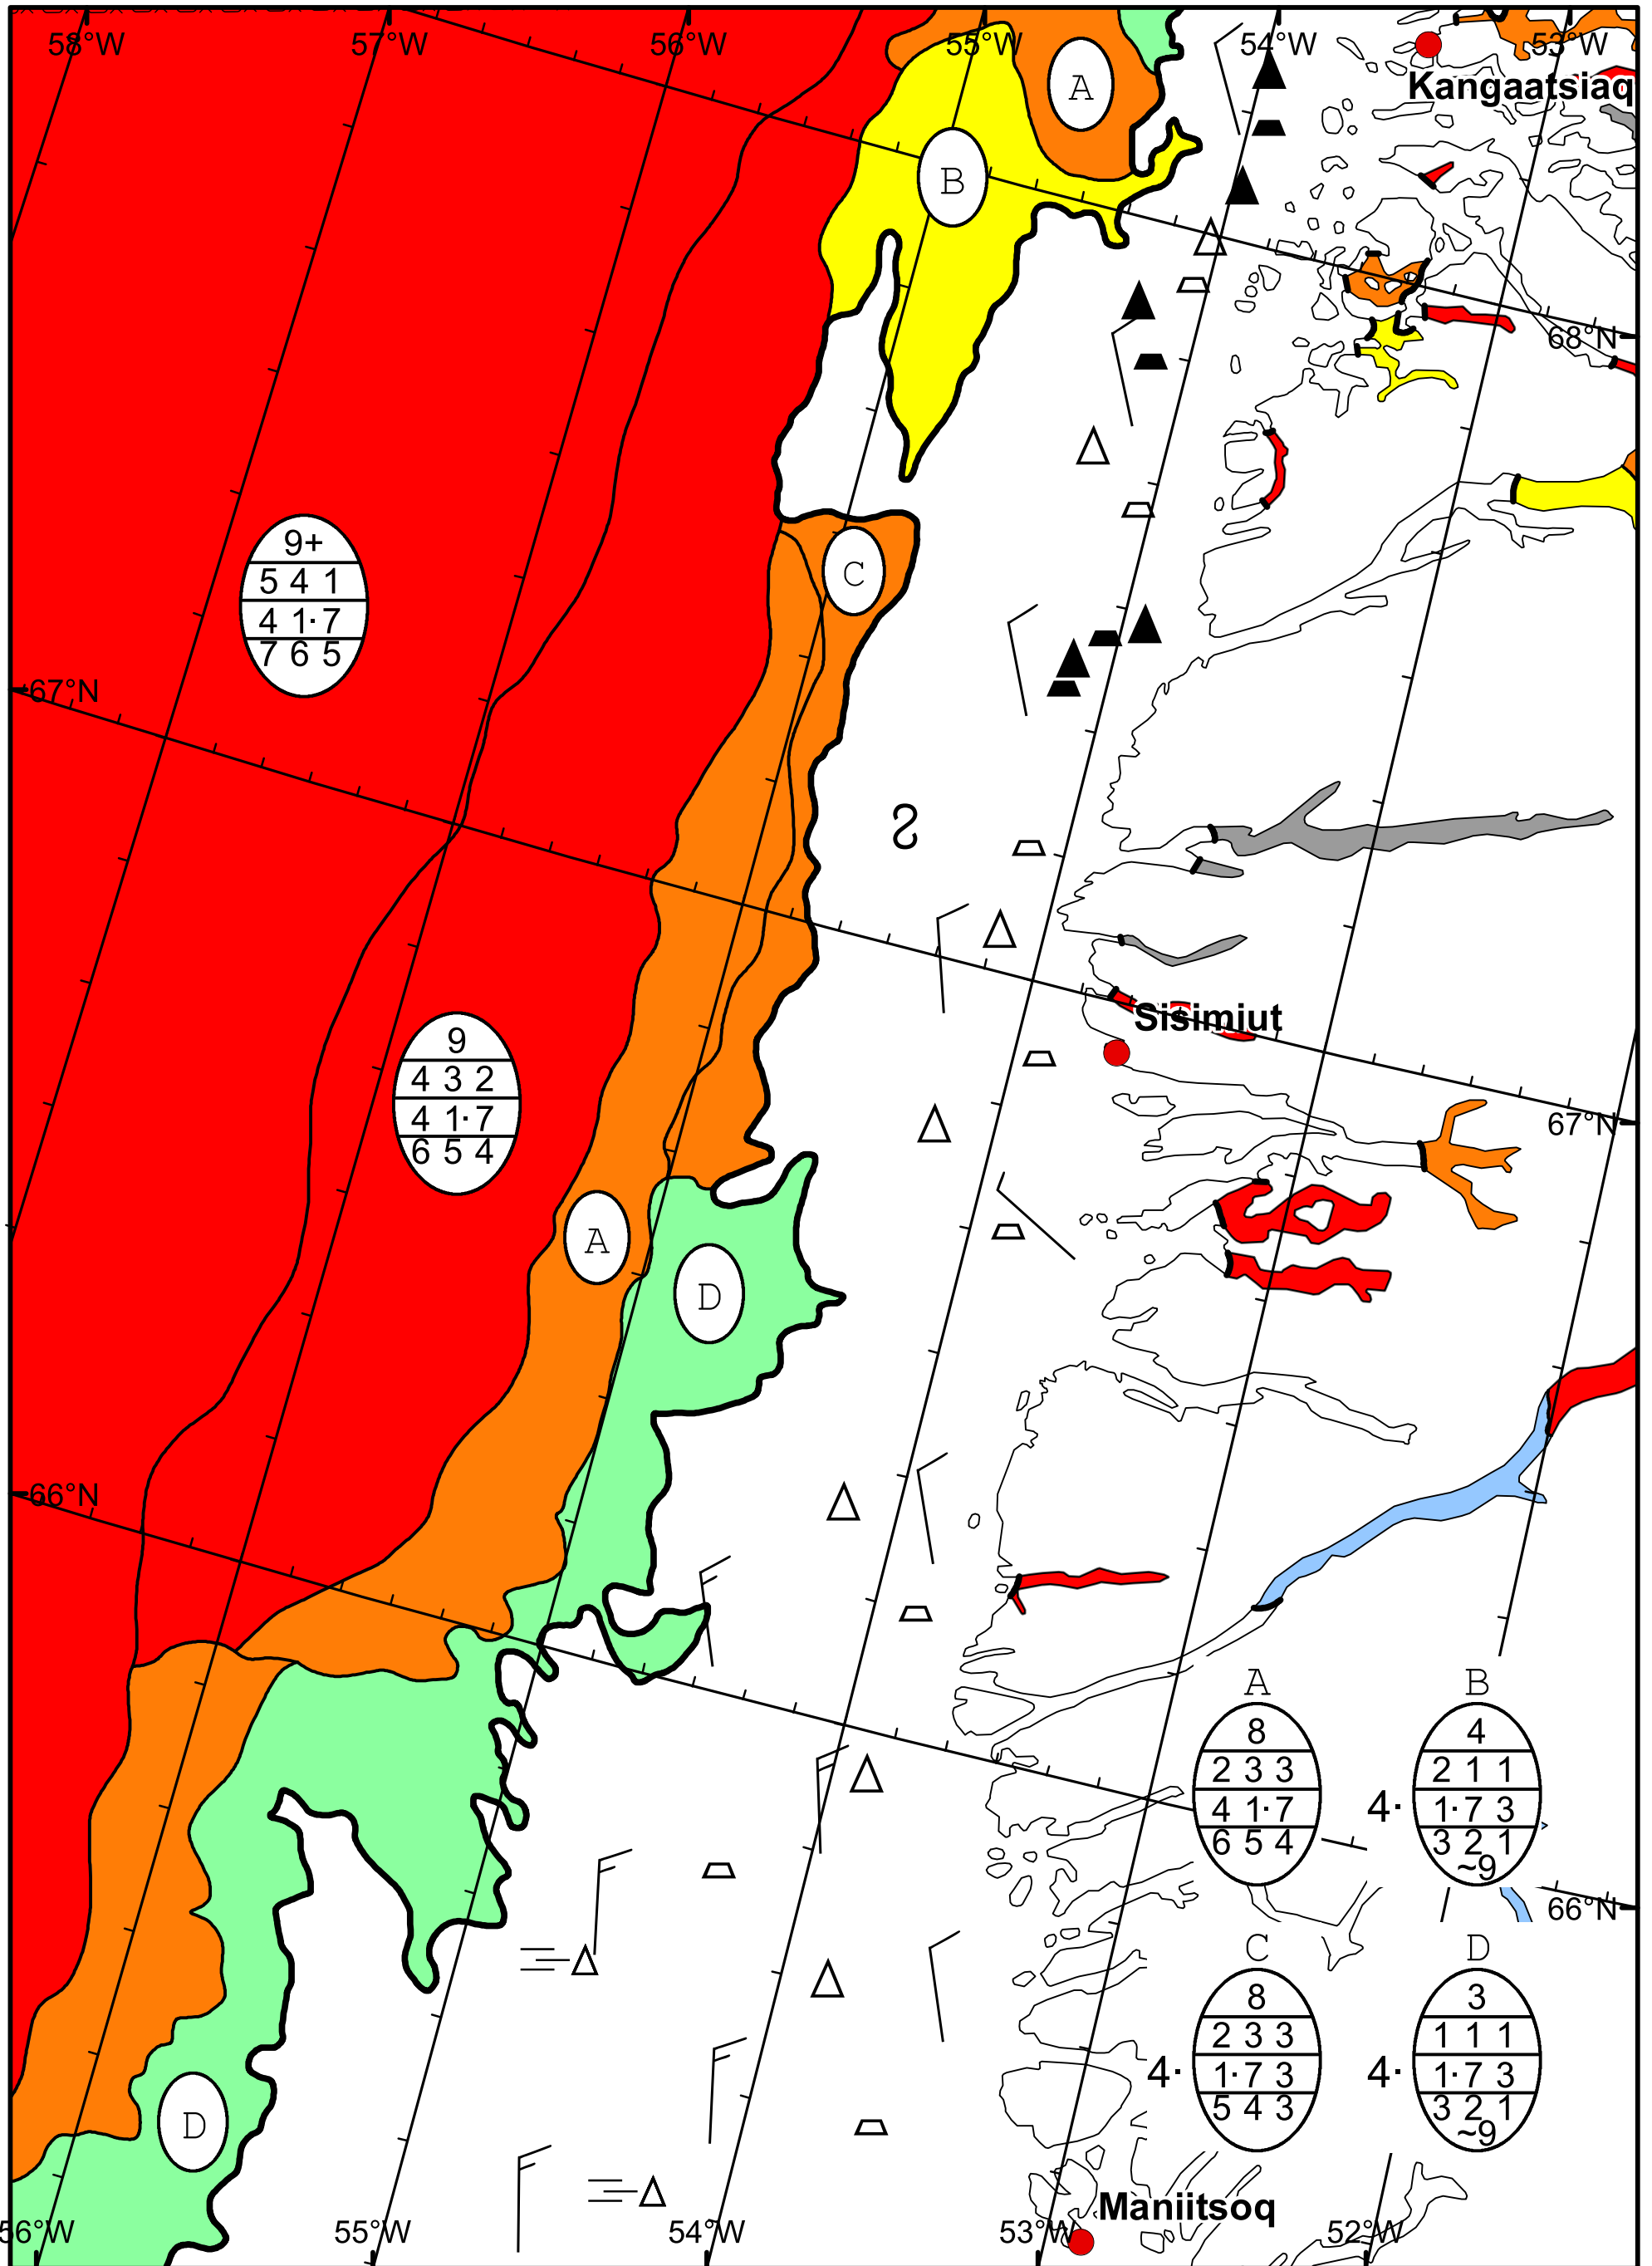 58°W 57°W 56°W 55°W 54°W 53°W
A
Kangaatsiaq
B
68°N
9+
5 4 1
4 1·7
7 6 5
C
67°N
Sisimiut
9
4 3 2
4 1·7
6 5 4
67°N
A
D
66°N
A
8
2 3 3
4 1·7
6 5 4
B
4
2 1 1
4· 1·7 3
3 2 1
~9
66°N
C
8
2 3 3
4· 1·7 3
5 4 3
D
3
1 1 1
4· 1·7 3
3 2 1
~9
D
Maniitsoq
56°W 55°W 54°W 53°W 52°W